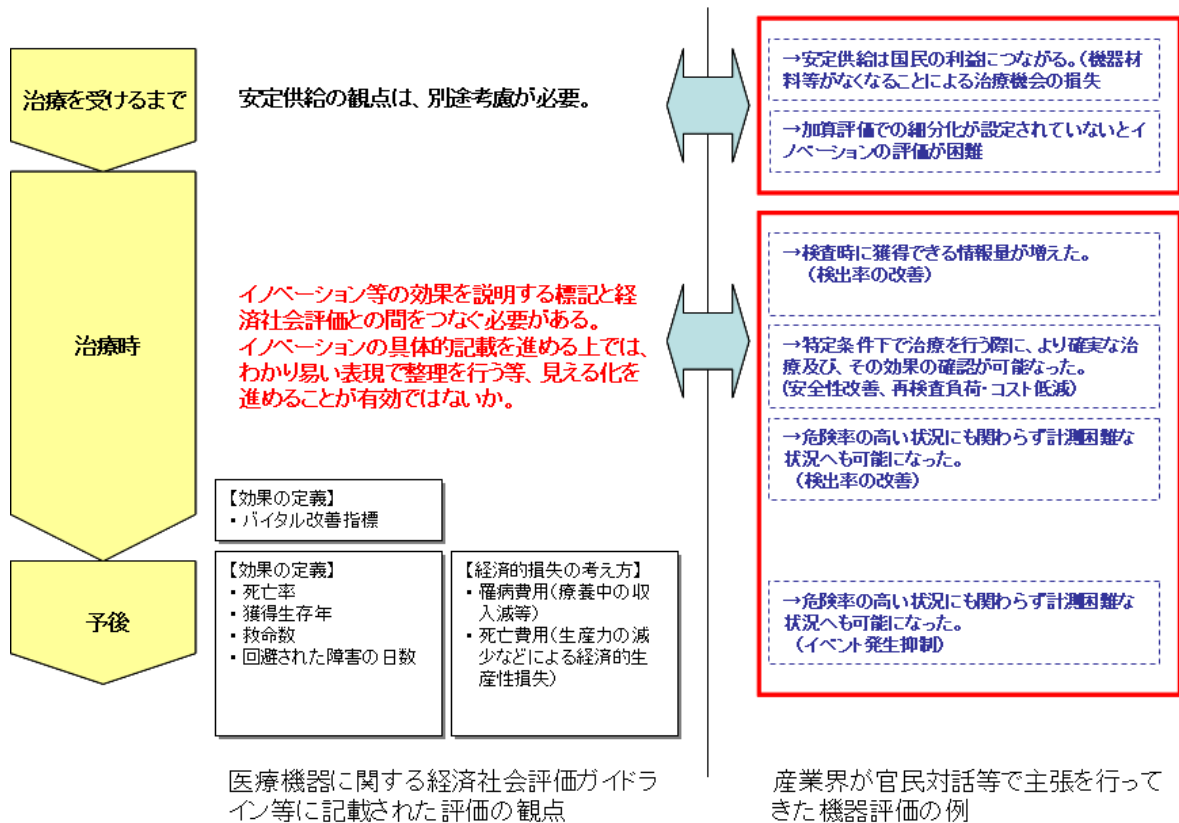 治療を受けるまで
安定供給の観点は、別途考慮が必要。
→安定供給は国民の利益につながる。(機器材
料等がなくなることによる治療機会の損失
→加算評価での細分化が設定されていないとイ
ノベーションの評価が困難
治療時
イノベーション等の効果を説明する標記と経
済社会評価との間をつなぐ必要がある。
イノベーションの具体的記載を進める上では、
わかり易い表現で整理を行う等、見える化を
進めることが有効ではないか。
→検査時に獲得できる情報量が増えた。
(検出率の改善)
→特定条件下で治療を行う際に、より確実な治
療及び、その効果の確認が可能なった。
(安全性改善、再検査負荷・コスト低減)
→危険率の高い状況にも関わらず計測困難な
状況へも可能になった。
(検出率の改善)
【効果の定義】
・バイタル改善指標
予後
【効果の定義】
・死亡率
・獲得生存年
・救命数
・回避された障害の日数
【経済的損失の考え方】
・罹病費用(療養中の収
入減等)
・死亡費用(生産力の減
少などによる経済的生
産性損失)
→危険率の高い状況にも関わらず計測困難な
状況へも可能になった。
(イベント発生抑制)
医療機器に関する経済社会評価ガイドラ
イン等に記載された評価の観点
産業界が官民対話等で主張を行って
きた機器評価の例